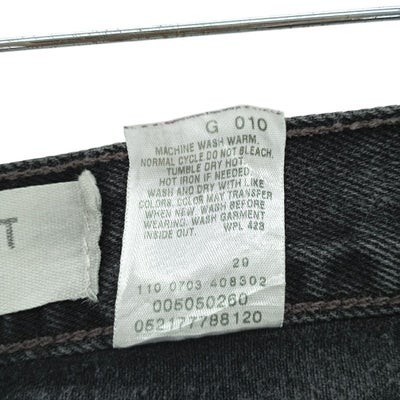 G 010
MACHINE WASH WARM,
NORMAL CYCLE DO NOT BLEACH,
TUMBLE DRY HOT.
HOT IRON IF NEEDED.
WASH AND DRY WITH LIKE
COLORS. COLOR MAY TRANSFER
WHEN NEW. WASH BEFORE
WEARING. WASH GARMENT
INSIDE OUT. WPL 423
29
110 0703 408302
005050260
052177788120